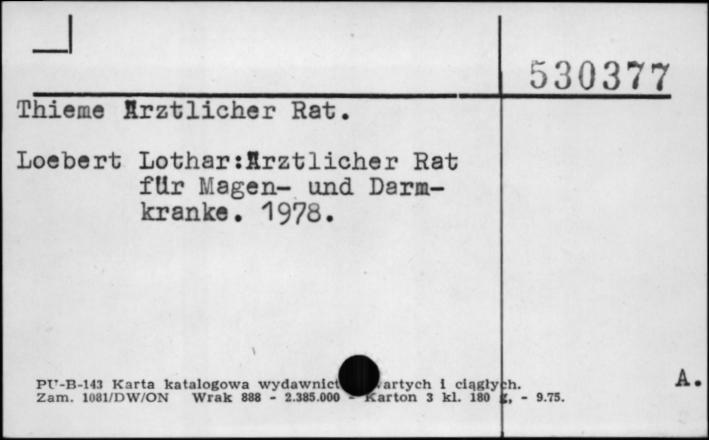 530377
Thieme Ärztlicher Rat.
Loebert Lothar:Ärztlicher Rat
für Magen- und Darm-
kranke. 1978.
A.
PU-B-143 Karta katalogowa wydawnict wartych i ciągłych.
Zam. 1081/DW/ON Wrak 888 - 2.385.000 - Karton 3 kl. 180 g, - 9.75.